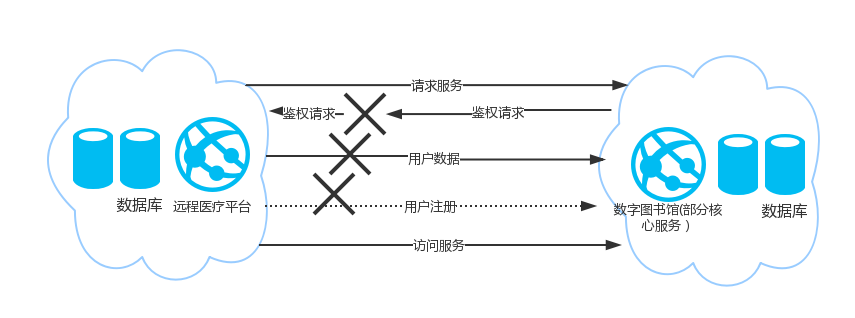 请求服务
鉴权请求
鉴权请求
用户数据
数据库
远程医疗平台
用户注册
数字图书馆(部分核
心服务）
数据库
访问服务